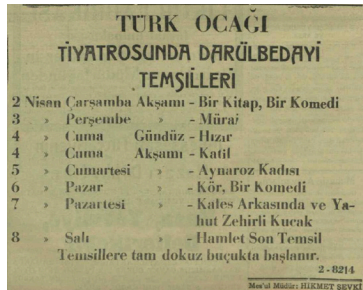 TÜRK OCAĞI
TİYATROSUNDA DARÜLBEDAYİ
TEMSİLLERİ
2 Nisan Çarşamba Akşamı - Bir Kitap, Bir Komedi
3 » Perşembe » - Müraî
4 » Cuma Gündüz - Hızır
4 » Cuma Akşamı - Katil
5 » Cumartesi » - Aynaroz Kadısı
6 » Pazar » - Kör, Bir Komedi
7 » Pazartesi » - Kafes Arkasında ve Ya-
hut Zehirli Kucak
8 » Salı » - Hamlet Son Temsil
Temsillere tam dokuz buçukta başlanır.
2 - 8214
Mes'ul Müdür: HİKMET ŞEVKİ